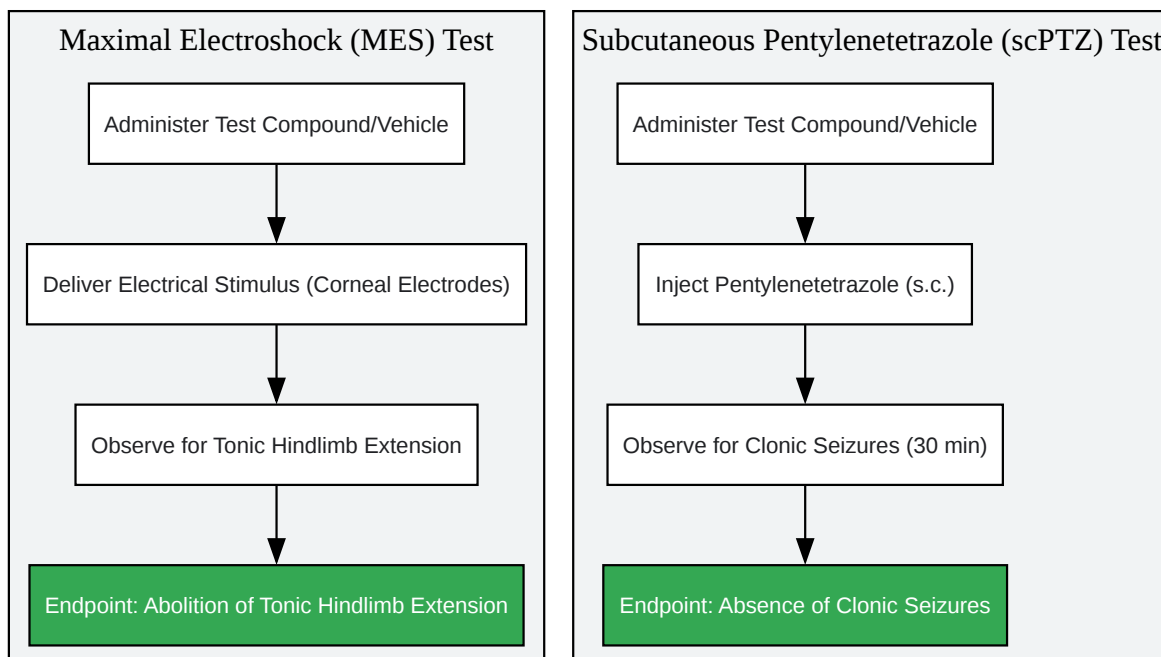 Maximal Electroshock (MES) Test
Administer Test Compound/Vehicle
Deliver Electrical Stimulus (Corneal Electrodes)
Observe for Tonic Hindlimb Extension
Endpoint: Abolition of Tonic Hindlimb Extension
Subcutaneous Pentylenetetrazole (scPTZ) Test
Administer Test Compound/Vehicle
Inject Pentylenetetrazole (s.c.)
Observe for Clonic Seizures (30 min)
Endpoint: Absence of Clonic Seizures